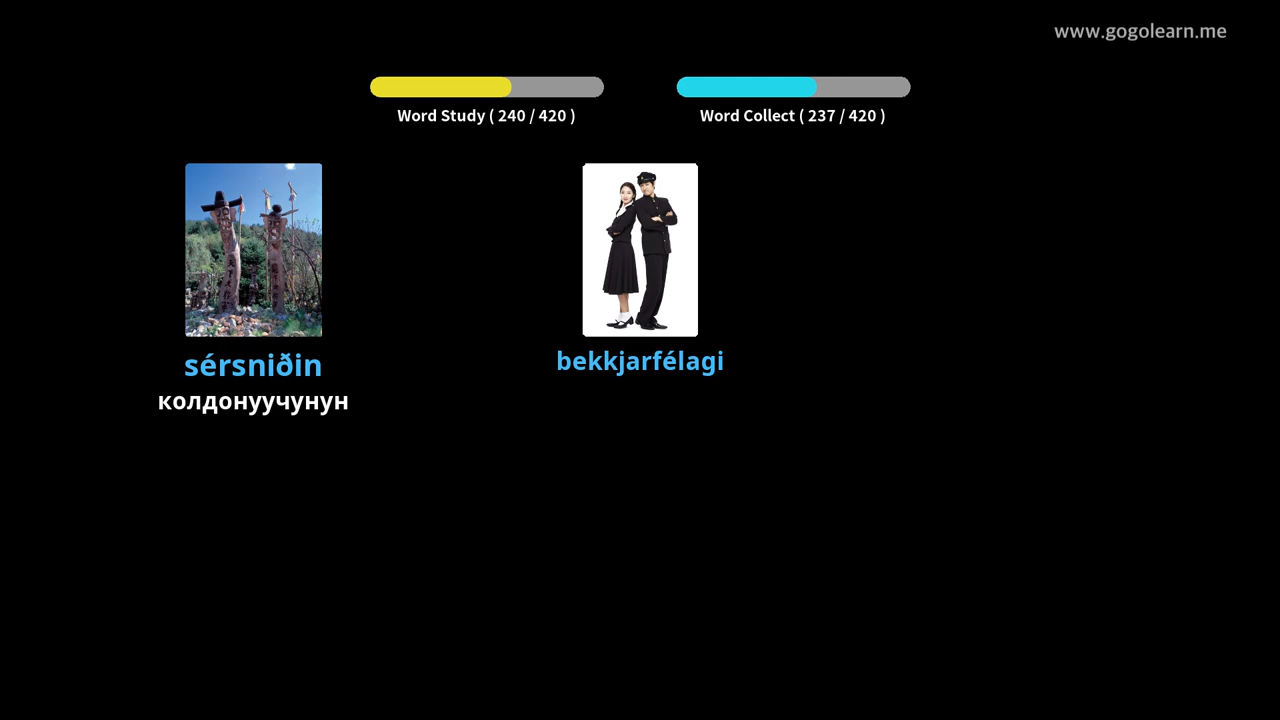 www.gogolearn.me
Word Study ( 240 / 420 )
Word Collect ( 237 / 420 )
sérsniðin
колдонуучунун
bekkjarfélagi